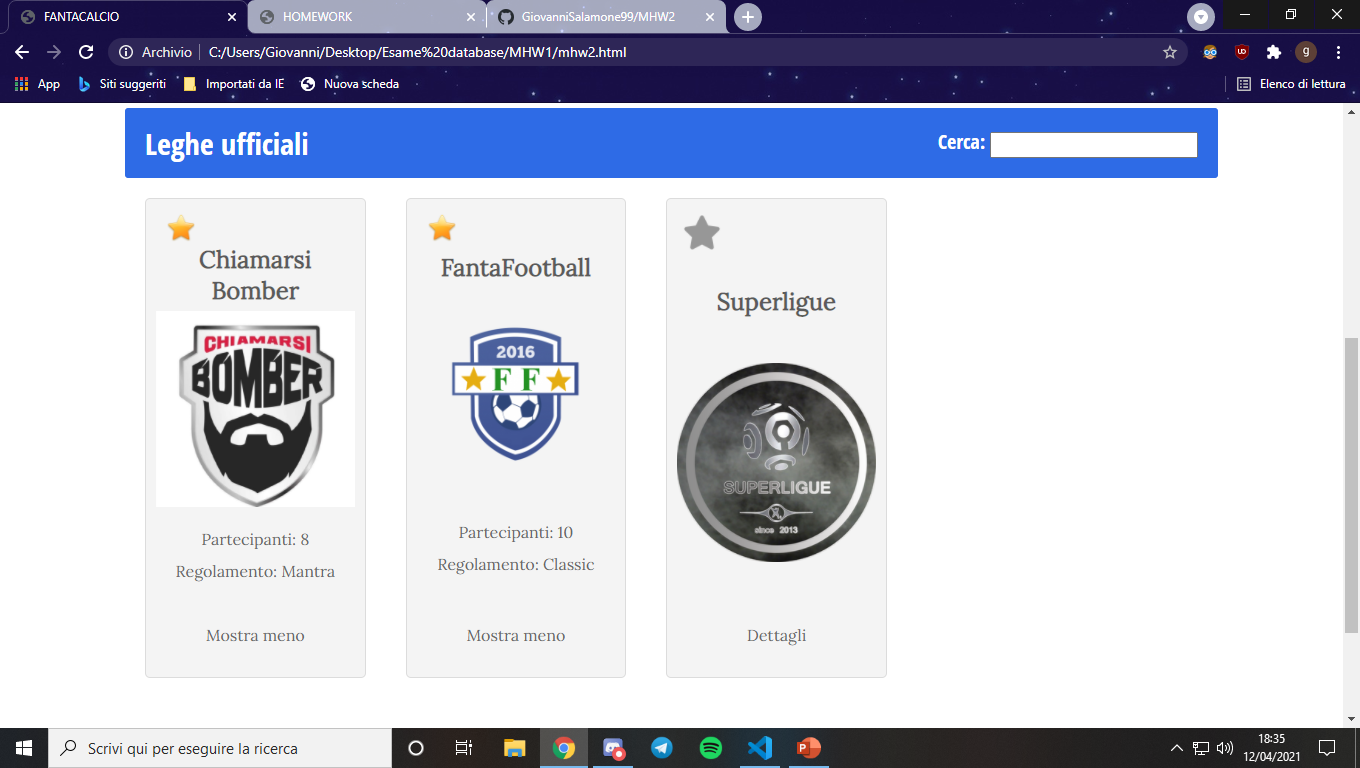 FANTACALCIO
HOMEWORK
GiovanniSalamone99/MHW2
Archivio
C:/Users/Giovanni/Desktop/Esame%20database/MHW1/mhw2.html
g
App
Siti suggeriti
Importati da IE
Nuova scheda
Elenco di lettura
Leghe ufficiali
Cerca:
Chiamarsi
Bomber
CHIAMARSI
BOMBER
Partecipanti: 8
Regolamento: Mantra
Mostra meno
FantaFootball
2016
F F
Partecipanti: 10
Regolamento: Classic
Mostra meno
Superligue
SUPERLIGUE
since 2013
Dettagli
Scrivi qui per eseguire la ricerca
18:35
12/04/2021